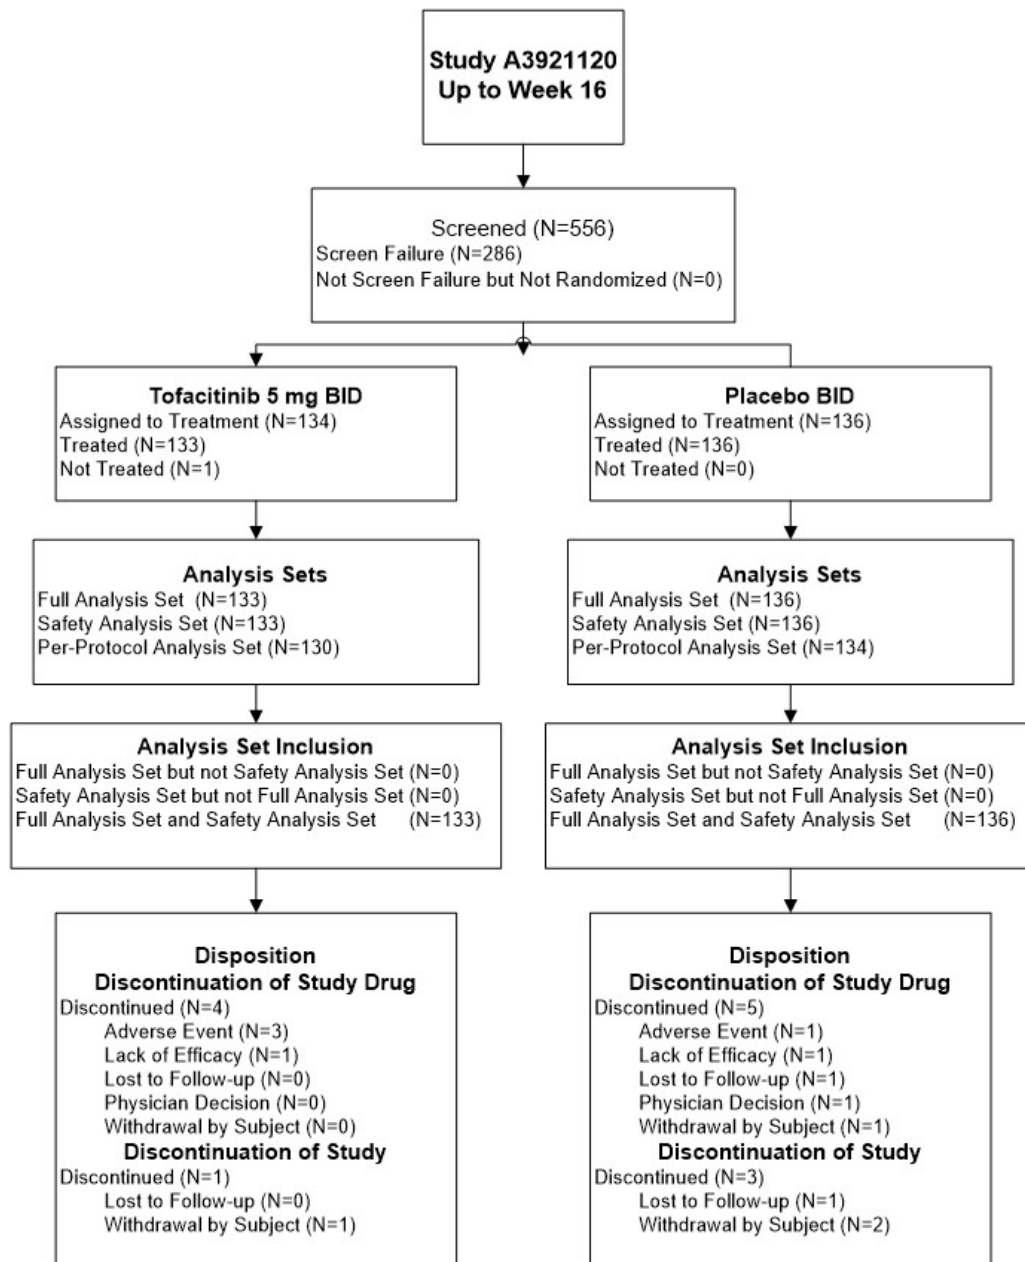 Study A3921120
Up to Week 16
Screened (N=556)
Screen Failure (N=286)
Not Screen Failure but Not Randomized (N=0)
Tofacitinib 5 mg BID
Assigned to Treatment (N=134)
Treated (N=133)
Not Treated (N=1)
Placebo BID
Assigned to Treatment (N=136)
Treated (N=136)
Not Treated (N=0)
Analysis Sets
Full Analysis Set (N=133)
Safety Analysis Set (N=133)
Per-Protocol Analysis Set (N=130)
Analysis Sets
Full Analysis Set (N=136)
Safety Analysis Set (N=136)
Per-Protocol Analysis Set (N=134)
Analysis Set Inclusion
Full Analysis Set but not Safety Analysis Set (N=0)
Safety Analysis Set but not Full Analysis Set (N=0)
Full Analysis Set and Safety Analysis Set (N=133)
Analysis Set Inclusion
Full Analysis Set but not Safety Analysis Set (N=0)
Safety Analysis Set but not Full Analysis Set (N=0)
Full Analysis Set and Safety Analysis Set (N=136)
Disposition
Discontinuation of Study Drug
Discontinued (N=4)
Adverse Event (N=3)
Lack of Efficacy (N=1)
Lost to Follow-up (N=0)
Physician Decision (N=0)
Withdrawal by Subject (N=0)
Discontinuation of Study
Discontinued (N=1)
Lost to Follow-up (N=0)
Withdrawal by Subject (N=1)
Disposition
Discontinuation of Study Drug
Discontinued (N=5)
Adverse Event (N=1)
Lack of Efficacy (N=1)
Lost to Follow-up (N=1)
Physician Decision (N=1)
Withdrawal by Subject (N=1)
Discontinuation of Study
Discontinued (N=3)
Lost to Follow-up (N=1)
Withdrawal by Subject (N=2)